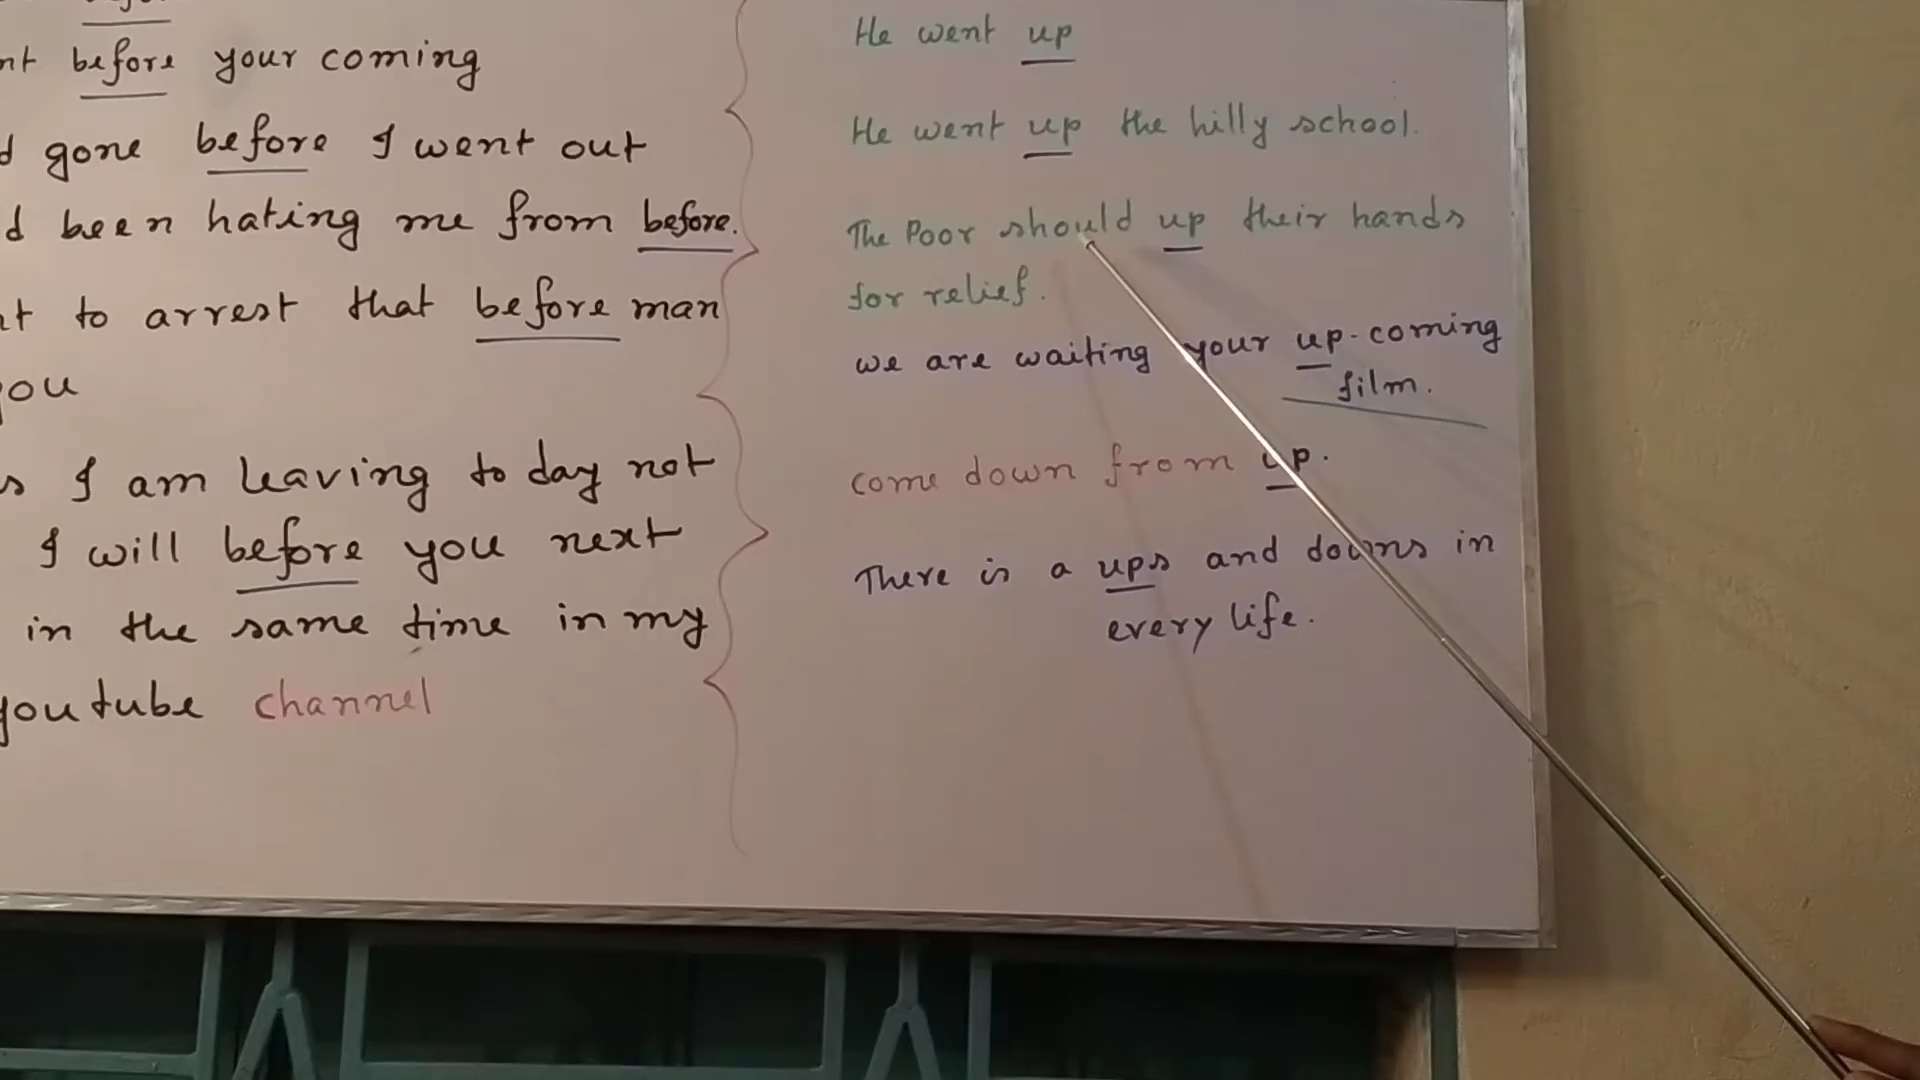 before your coming
gone before I went out
been hating me from before.
to arrest that before man
you
I am leaving to day not
I will before you next
in the same time in my
youtube channel
He went up
He went up the hilly school.
The Poor should up their hands
for relief.
we are waiting your up-coming
film.
come down from up.
There is a ups and downs in
every life.